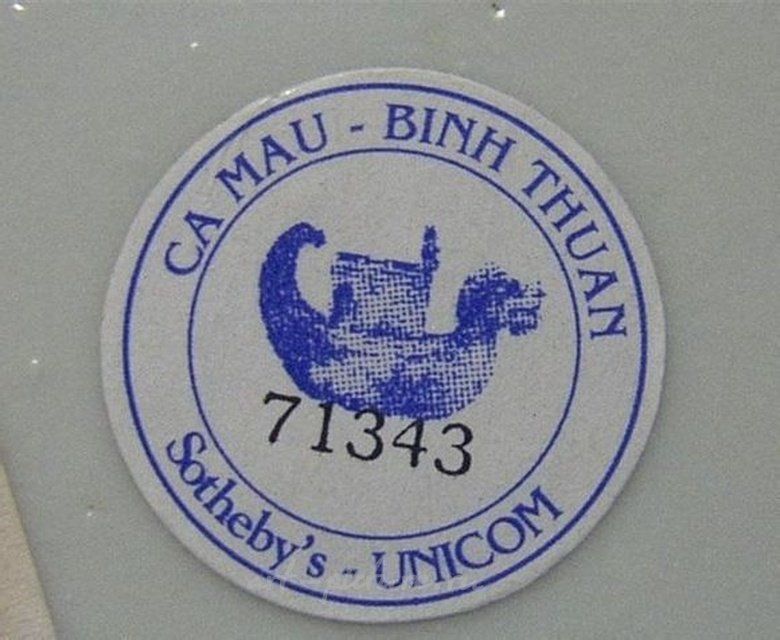 CA MAU - BINH THUAN
71343
Sotheby's - UNICOM